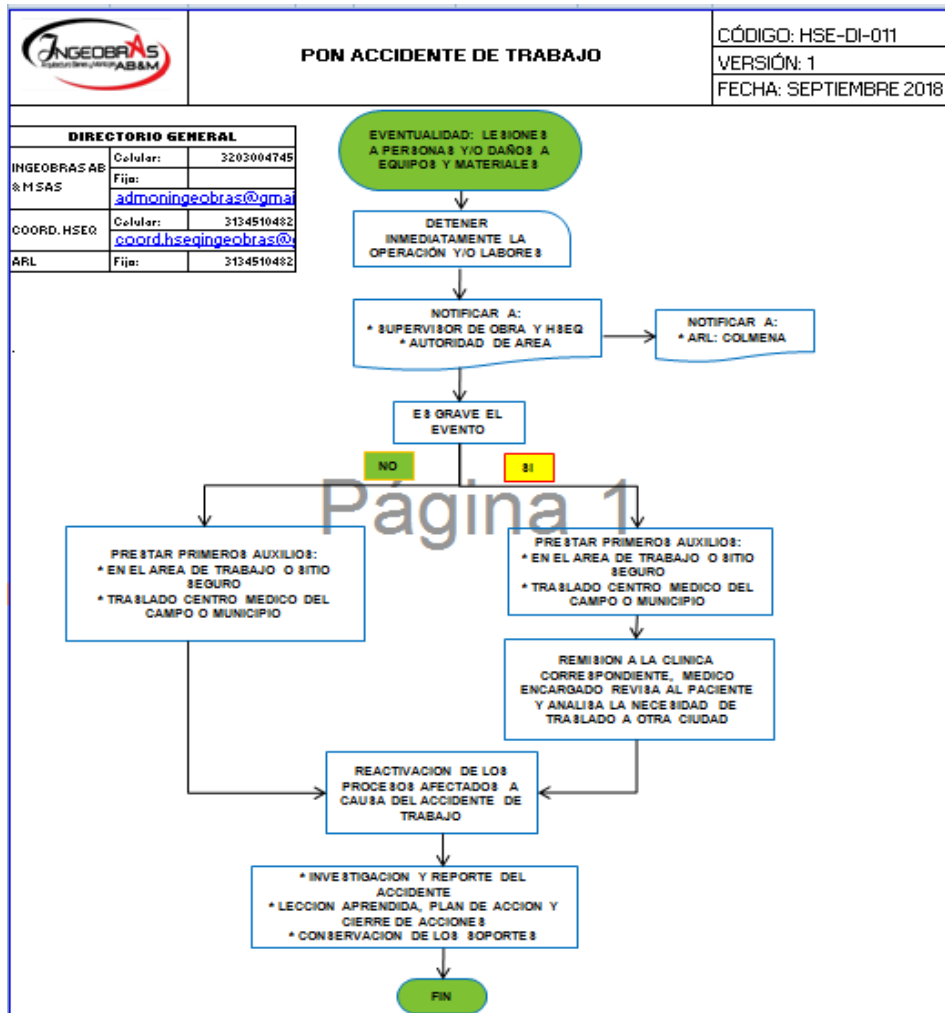 INGEOBRAS
AB&M
PON ACCIDENTE DE TRABAJO
CÓDIGO: HSE-DI-011
VERSIÓN: 1
FECHA: SEPTIEMBRE 2018
DIRECTORIO GENERAL
INGEOBRAS AB
& M SAS
Celular: 3203004745
Fijo:
admoningeobras@gmai
COORD. HSEQ
Celular: 3134510482
coord.hseqingeobras@
ARL
Fijo: 3134510482
.
EVENTUALIDAD: LESIONES
A PERSONAS Y/O DAÑOS A
EQUIPOS Y MATERIALES
DETENER
INMEDIATAMENTE LA
OPERACIÓN Y/O LABORES
NOTIFICAR A:
* SUPERVISOR DE OBRA Y HSEQ
* AUTORIDAD DE AREA
NOTIFICAR A:
* ARL: COLMENA
ES GRAVE EL
EVENTO
NO
SI
Página 1
PRESTAR PRIMEROS AUXILIOS:
* EN EL AREA DE TRABAJO O SITIO
SEGURO
* TRASLADO CENTRO MEDICO DEL
CAMPO O MUNICIPIO
PRESTAR PRIMEROS AUXILIOS:
* EN EL AREA DE TRABAJO O SITIO
SEGURO
* TRASLADO CENTRO MEDICO DEL
CAMPO O MUNICIPIO
REMISION A LA CLINICA
CORRESPONDIENTE, MEDICO
ENCARGADO REVISA AL PACIENTE
Y ANALISA LA NECESIDAD DE
TRASLADO A OTRA CIUDAD
REACTIVACION DE LOS
PROCESOS AFECTADOS A
CAUSA DEL ACCIDENTE DE
TRABAJO
* INVESTIGACION Y REPORTE DEL
ACCIDENTE
* LECCION APRENDIDA, PLAN DE ACCION Y
CIERRE DE ACCIONES
* CONSERVACION DE LOS SOPORTES
FIN